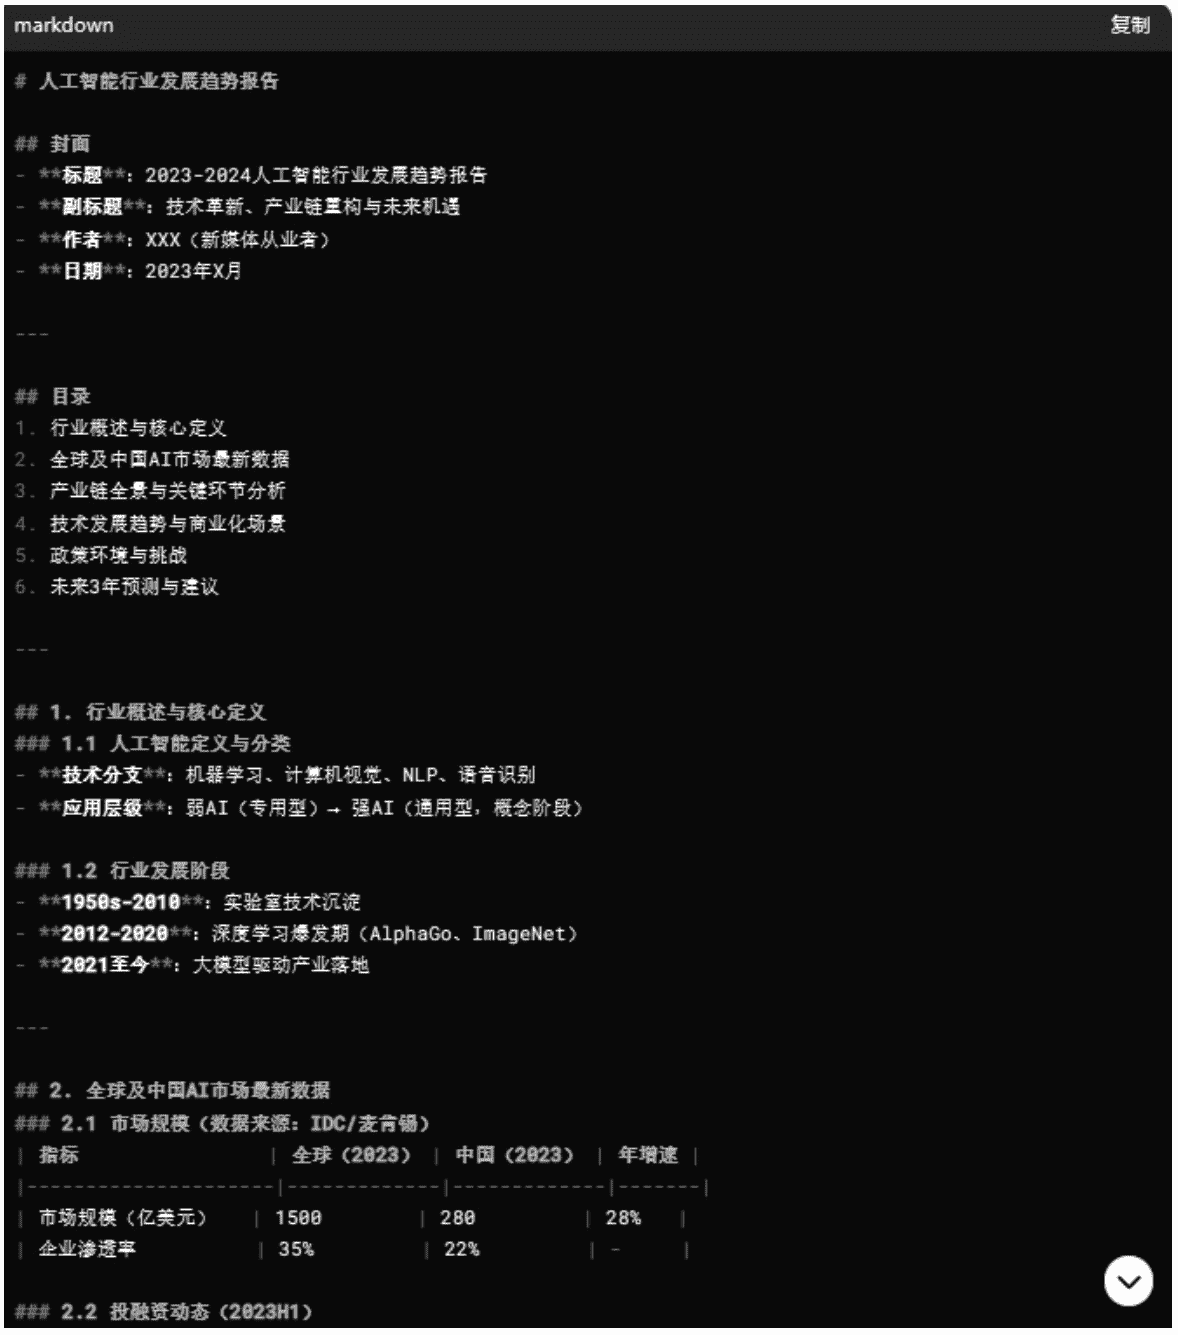 markdown
复制
# 人工智能行业发展趋势报告
## 封面
- **标题**：2023-2024人工智能行业发展趋势报告
- **副标题**：技术革新、产业链重构与未来机遇
- **作者**：XXX（新媒体从业者）
- **日期**：2023年X月
---
## 目录
1. 行业概述与核心定义
2. 全球及中国AI市场最新数据
3. 产业链全景与关键环节分析
4. 技术发展趋势与商业化场景
5. 政策环境与挑战
6. 未来3年预测与建议
---
## 1. 行业概述与核心定义
### 1.1 人工智能定义与分类
- **技术分支**：机器学习、计算机视觉、NLP、语音识别
- **应用层级**：弱AI（专用型）→ 强AI（通用型，概念阶段）
### 1.2 行业发展阶段
- **1950s-2010**：实验室技术沉淀
- **2012-2020**：深度学习爆发期（AlphaGo、ImageNet）
- **2021至今**：大模型驱动产业落地
---
## 2. 全球及中国AI市场最新数据
### 2.1 市场规模（数据来源：IDC/麦肯锡）
| 指标 | 全球（2023） | 中国（2023） | 年增速 |
|---------------------|-------------|-------------|-------|
| 市场规模（亿美元） | 1500 | 280 | 28% |
| 企业渗透率 | 35% | 22% | - |
### 2.2 投融资动态（2023H1）